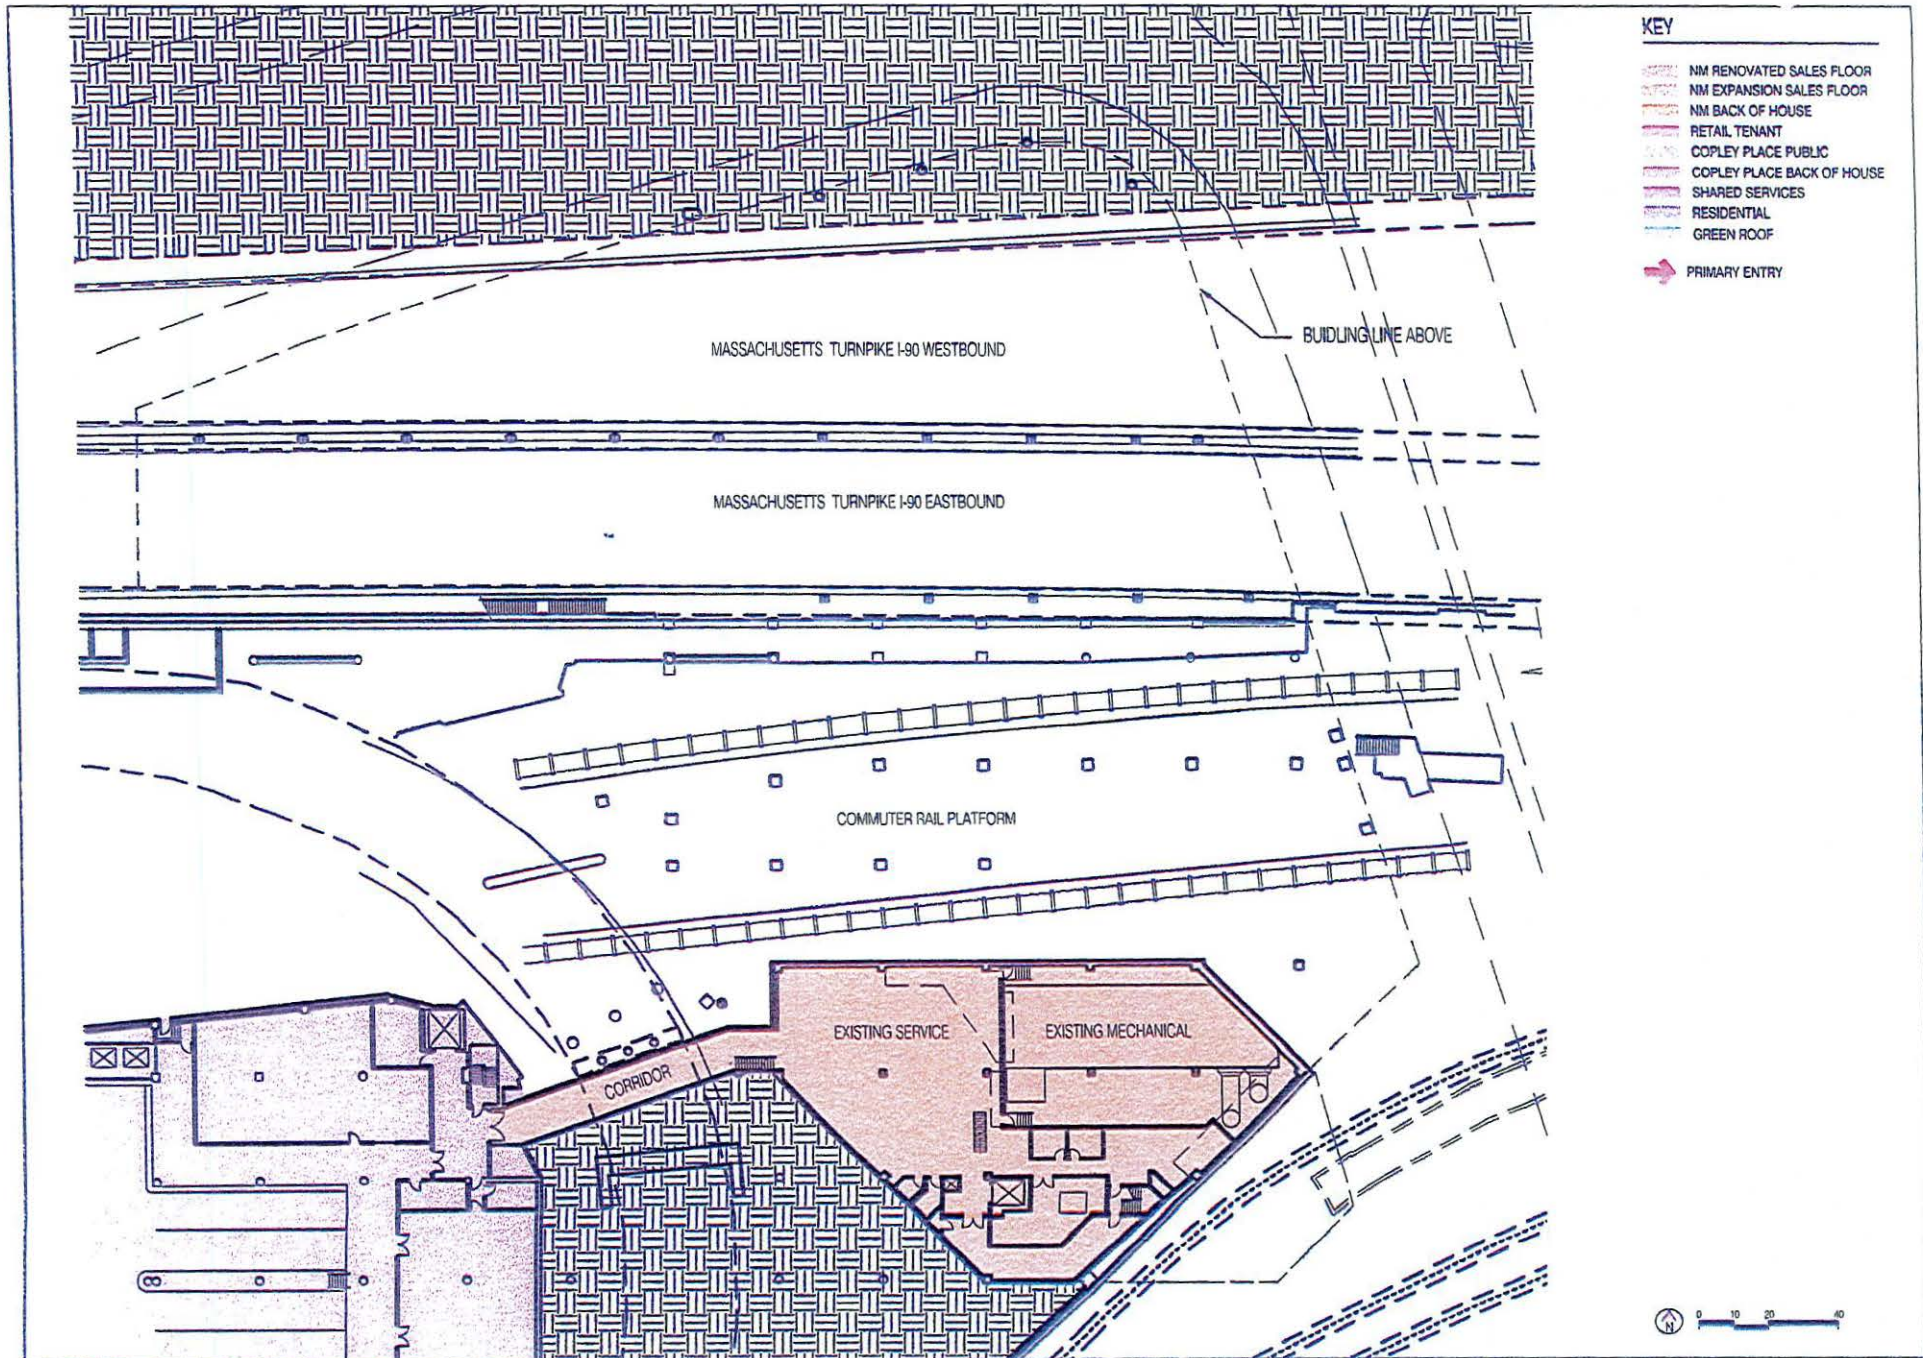 KEY
NM RENOVATED SALES FLOOR
NM EXPANSION SALES FLOOR
NM BACK OF HOUSE
RETAIL TENANT
COPLEY PLACE PUBLIC
COPLEY PLACE BACK OF HOUSE
SHARED SERVICES
RESIDENTIAL
GREEN ROOF
PRIMARY ENTRY
BUIDLING LINE ABOVE
MASSACHUSETTS TURNPIKE I-90 WESTBOUND
MASSACHUSETTS TURNPIKE I-90 EASTBOUND
COMMUTER RAIL PLATFORM
EXISTING SERVICE
EXISTING MECHANICAL
CORRIDOR
N
0 10 20 40